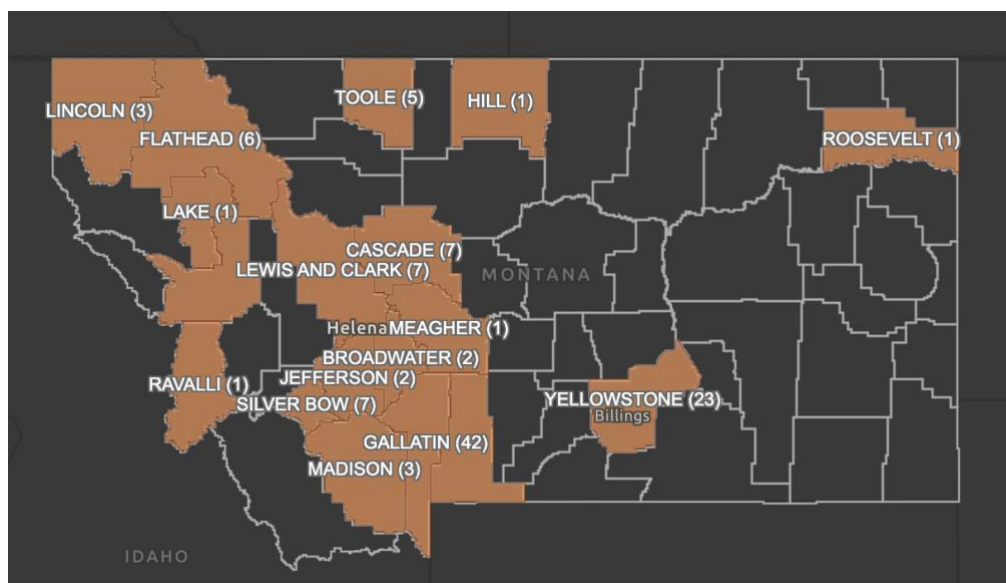 LINCOLN (3)
TOOLE (5)
HILL (1)
FLATHEAD (6)
ROOSEVELT (1)
LAKE (1)
CASCADE (7)
LEWIS AND CLARK (7)
MONTANA
Helena
MEAGHER (1)
BROADWATER (2)
JEFFERSON (2)
RAVALLI (1)
SILVER BOW (7)
YELLOWSTONE (23)
Billings
GALLATIN (42)
MADISON (3)
IDAHO